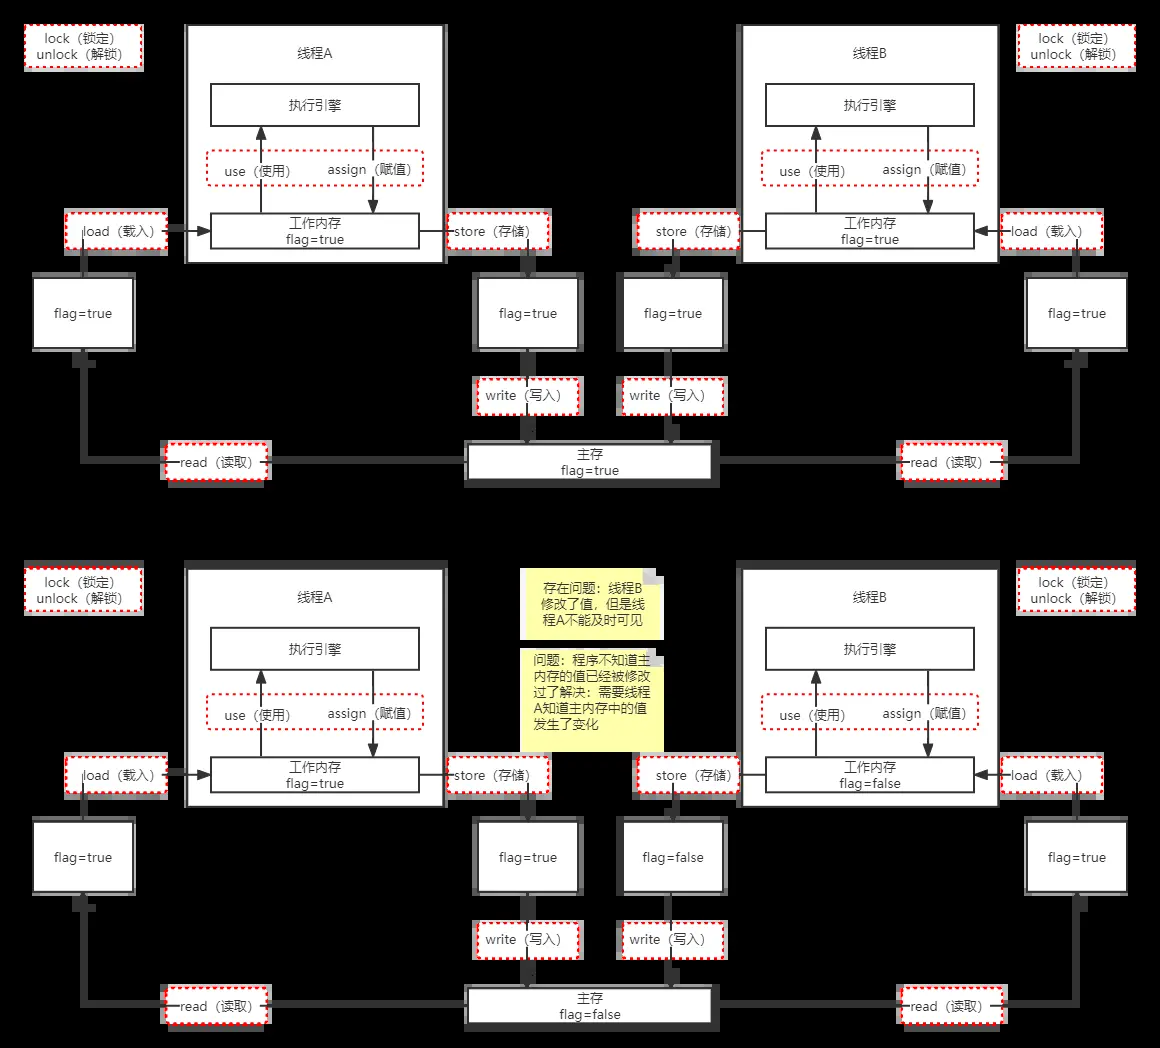 lock（锁定）
unlock（解锁）
线程A
线程B
lock（锁定）
unlock（解锁）
执行引擎
执行引擎
use（使用）
assign（赋值）
use（使用）
assign（赋值）
load（载入）
工作内存
flag=true
store（存储）
store（存储）
工作内存
flag=true
load（载入）
flag=true
flag=true
flag=true
flag=true
write（写入）
write（写入）
read（读取）
主存
flag=true
read（读取）
lock（锁定）
unlock（解锁）
线程A
存在问题：线程B
修改了值，但是线
程A不能及时可见
线程B
lock（锁定）
unlock（解锁）
执行引擎
问题：程序不知道主
内存的值已经被修改
过了解决：需要线程
A知道主内存中的值
发生了变化
执行引擎
use（使用）
assign（赋值）
use（使用）
assign（赋值）
load（载入）
工作内存
flag=true
store（存储）
store（存储）
工作内存
flag=false
load（载入）
flag=true
flag=true
flag=false
flag=true
write（写入）
write（写入）
read（读取）
主存
flag=false
read（读取）